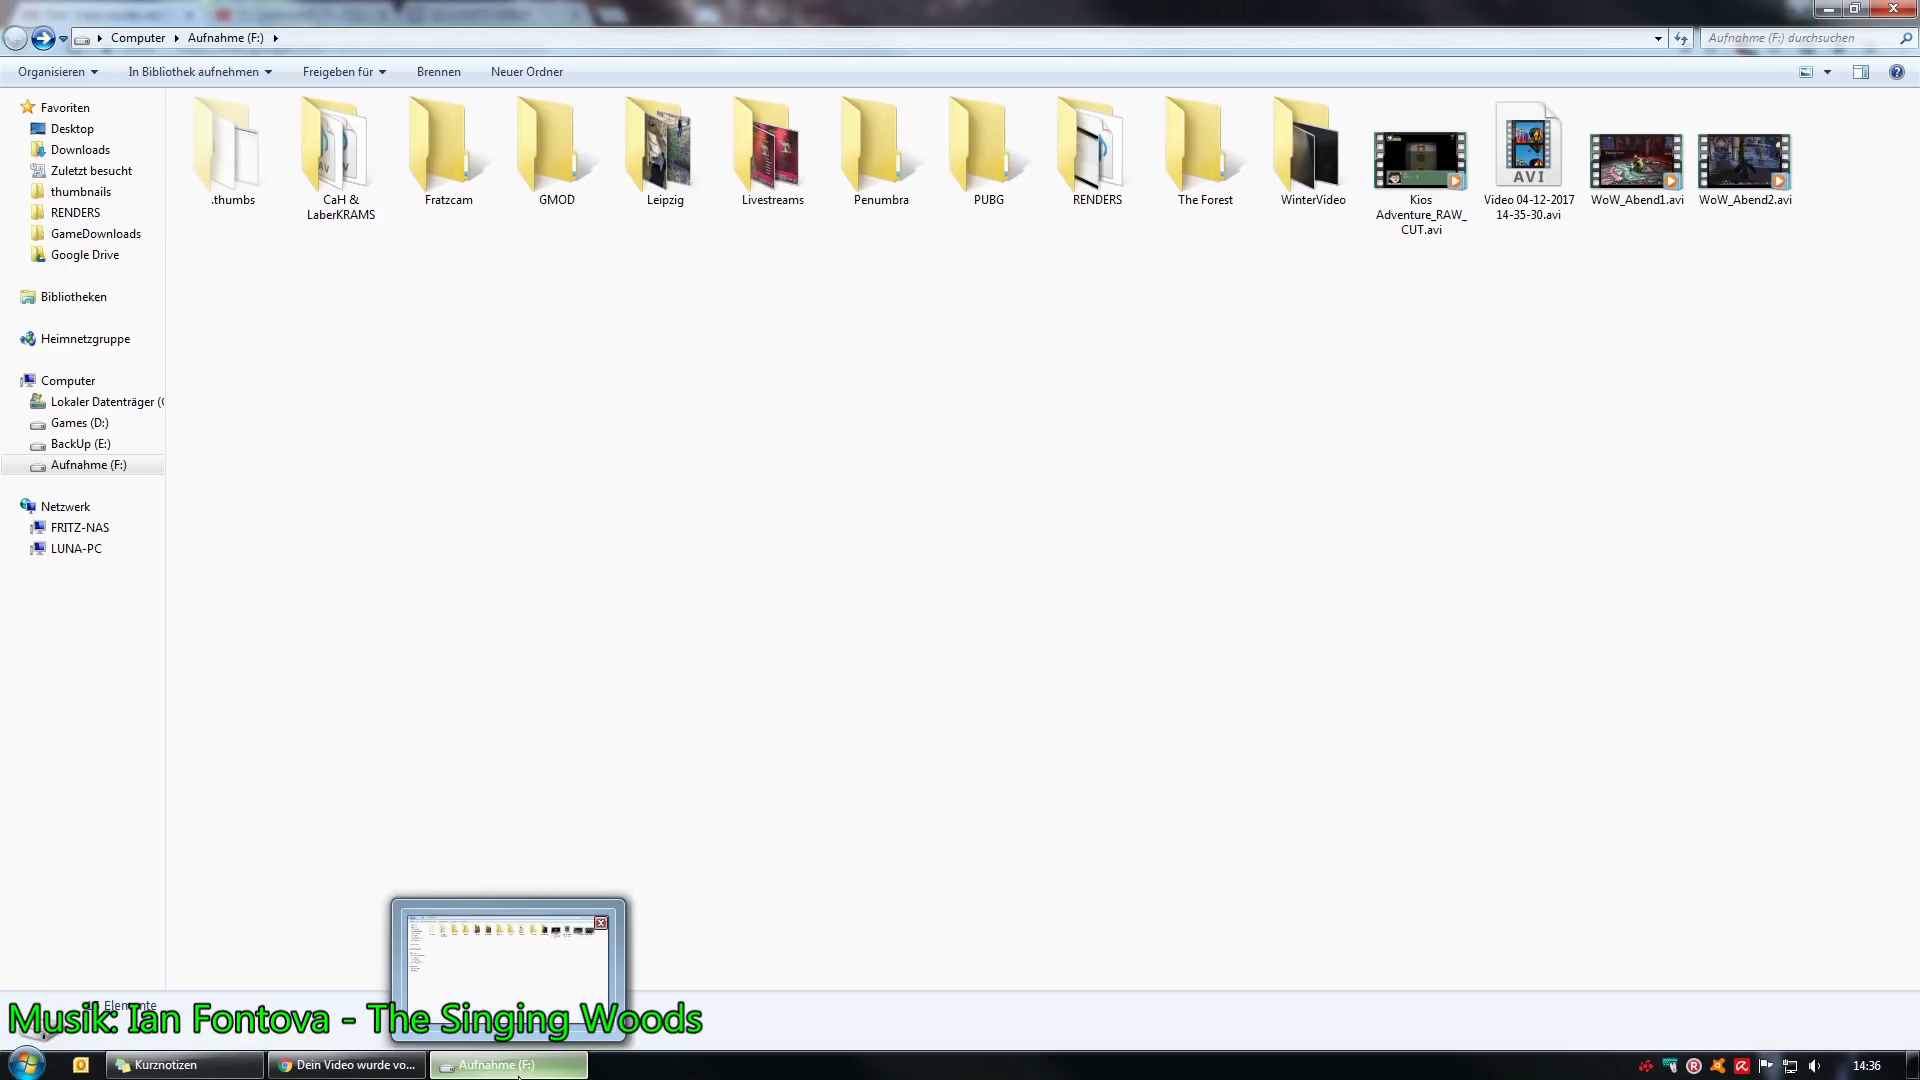 Computer Aufnahme (F:)
Aufnahme (F:) durchsuchen
Organisieren In Bibliothek aufnehmen Freigeben für Brennen Neuer Ordner
Favoriten
Desktop
Downloads
Zuletzt besucht
thumbnails
RENDERS
GameDownloads
Google Drive
Bibliotheken
Heimnetzgruppe
Computer
Lokaler Datenträger (
Games (D:)
BackUp (E:)
Aufnahme (F:)
Netzwerk
FRITZ-NAS
LUNA-PC
.thumbs
CaH &
LaberKRAMS
Fratzcam
GMOD
Leipzig
Livestreams
Penumbra
PUBG
RENDERS
The Forest
WinterVideo
Kios
Adventure_RAW_
CUT.avi
AVI
Video 04-12-2017
14-35-30.avi
WoW_Abend1.avi
WoW_Abend2.avi
Elemente
Musik: Ian Fontova - The Singing Woods
Kurznotizen
Dein Video wurde vo...
Aufnahme (F:)
14:36